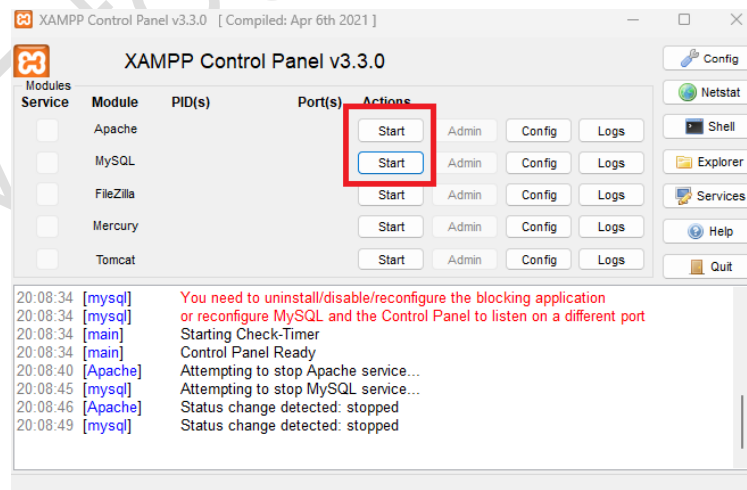 XAMPP Control Panel v3.3.0 [ Compiled: Apr 6th 2021 ]
XAMPP Control Panel v3.3.0
Config
Modules
Service Module PID(s) Port(s) Actions
Netstat
Apache Start Admin Config Logs
Shell
MySQL Start Admin Config Logs
Explorer
FileZilla Start Admin Config Logs
Services
Mercury Start Admin Config Logs
Help
Tomcat Start Admin Config Logs
Quit
20:08:34 [mysql] You need to uninstall/disable/reconfigure the blocking application
20:08:34 [mysql] or reconfigure MySQL and the Control Panel to listen on a different port
20:08:34 [main] Starting Check-Timer
20:08:34 [main] Control Panel Ready
20:08:40 [Apache] Attempting to stop Apache service...
20:08:45 [mysql] Attempting to stop MySQL service...
20:08:46 [Apache] Status change detected: stopped
20:08:49 [mysql] Status change detected: stopped